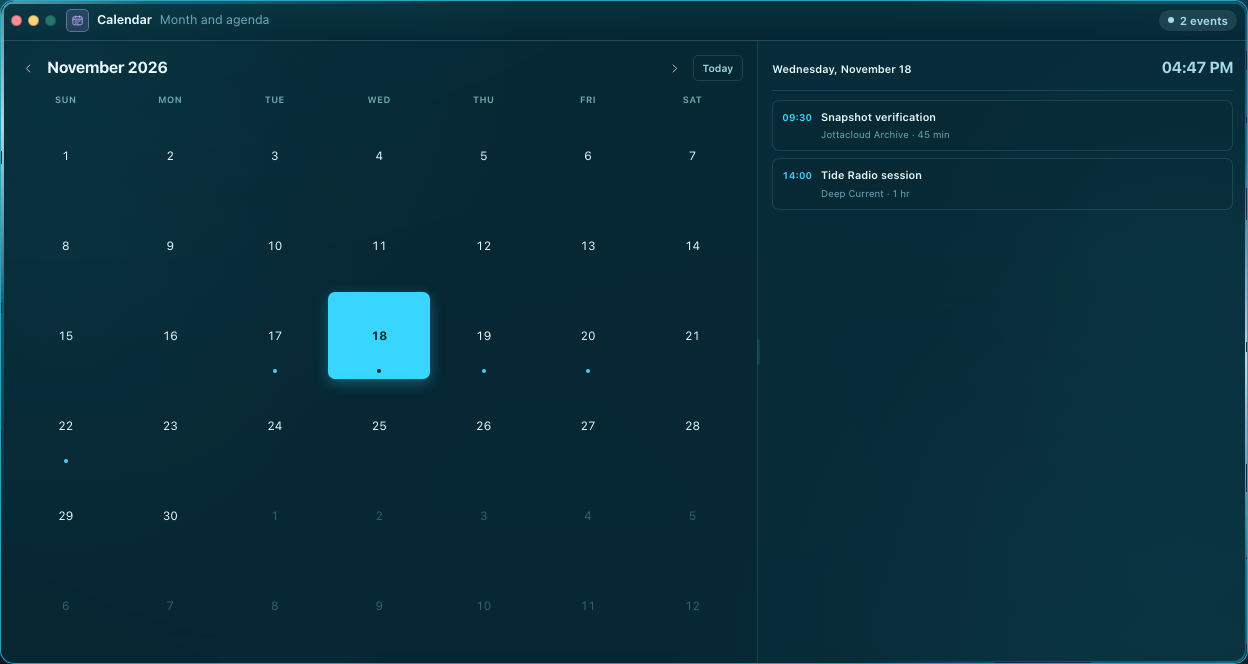 Calendar Month and agenda
2 events
November 2026
Today
SUN MON TUE WED THU FRI SAT
1 2 3 4 5 6 7
8 9 10 11 12 13 14
15 16 17 18 19 20 21
22 23 24 25 26 27 28
29 30 1 2 3 4 5
6 7 8 9 10 11 12
Wednesday, November 18 04:47 PM
09:30 Snapshot verification
Jottacloud Archive · 45 min
14:00 Tide Radio session
Deep Current · 1 hr